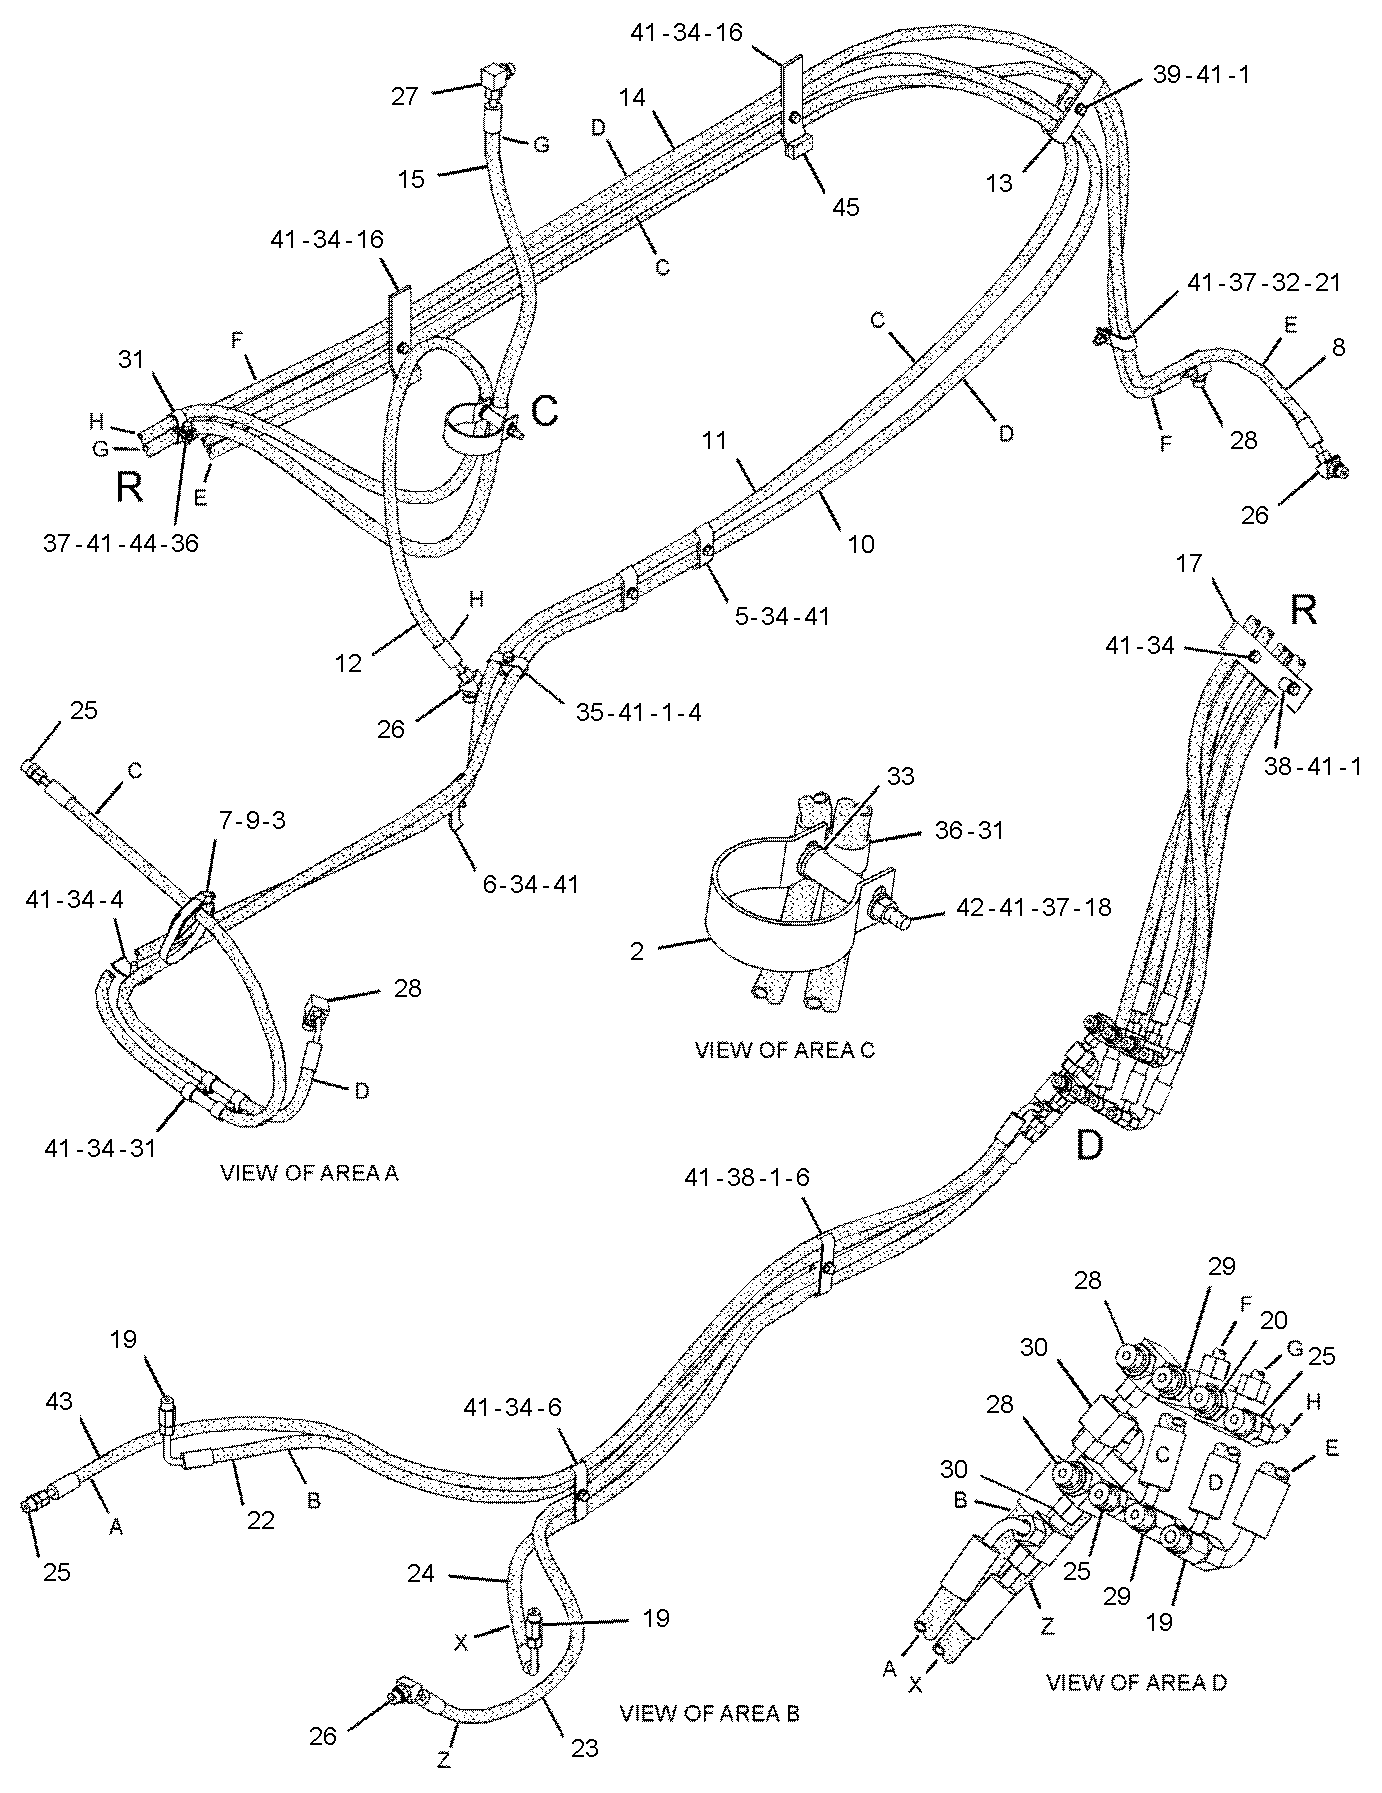 41-34-16
39-41-1
27
14
D
G
15
13
45
41-34-16
C
41-37-32-21
C
E
8
F
31
H
G
R
E
C
D
F
28
26
11
37-41-44-36
10
17
R
H
5-34-41
41-34
12
25
26
35-41-1-4
C
38-41-1
33
7-9-3
36-31
41-34-4
6-34-41
42-41-37-18
2
28
VIEW OF AREA C
D
41-34-31
D
VIEW OF AREA A
41-38-1-6
28
29
F
20
G
25
30
H
19
43
41-34-6
28
C
E
D
30
B
B
22
A
25
24
25
29
19
Z
X
19
A
X
VIEW OF AREA D
VIEW OF AREA B
26
Z
23